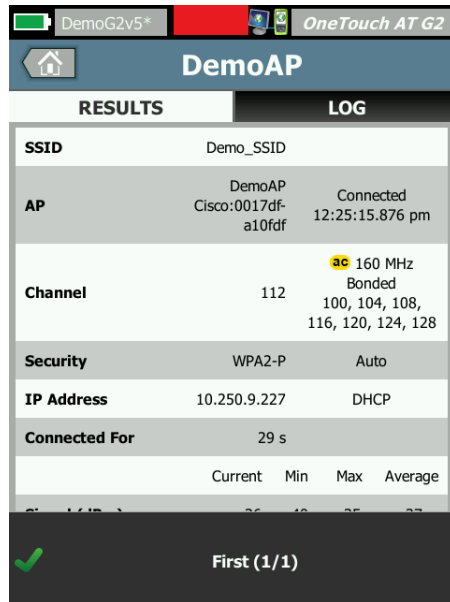 DemoG2v5*
OneTouch AT G2
DemoAP
RESULTS LOG
SSID Demo_SSID
AP
DemoAP
Cisco:0017df-
a10fdf
Connected
12:25:15.876 pm
Channel
112
ac 160 MHz
Bonded
100, 104, 108,
116, 120, 124, 128
Security WPA2-P Auto
IP Address 10.250.9.227 DHCP
Connected For 29 s
Current Min Max Average
First (1/1)